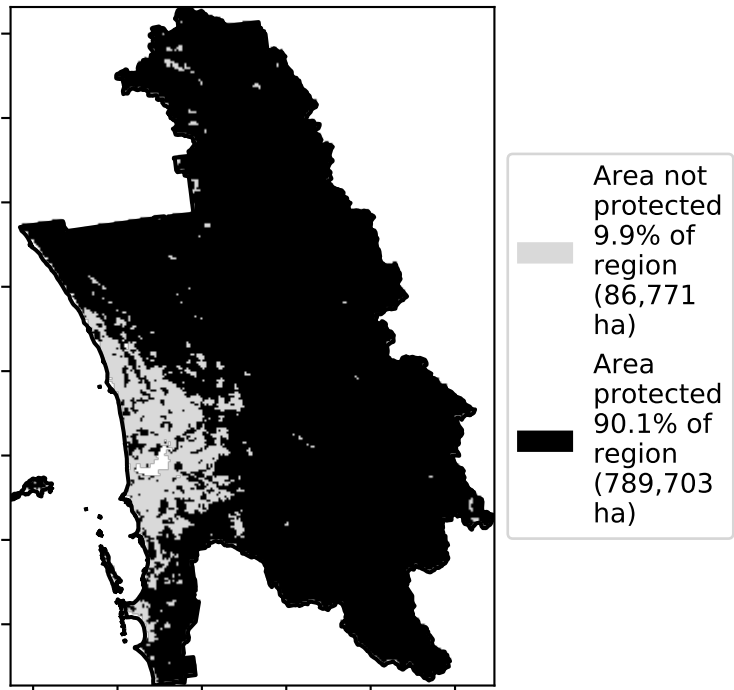 Area not
protected
9.9% of
region
(86,771
ha)
Area
protected
90.1% of
region
(789,703
ha)